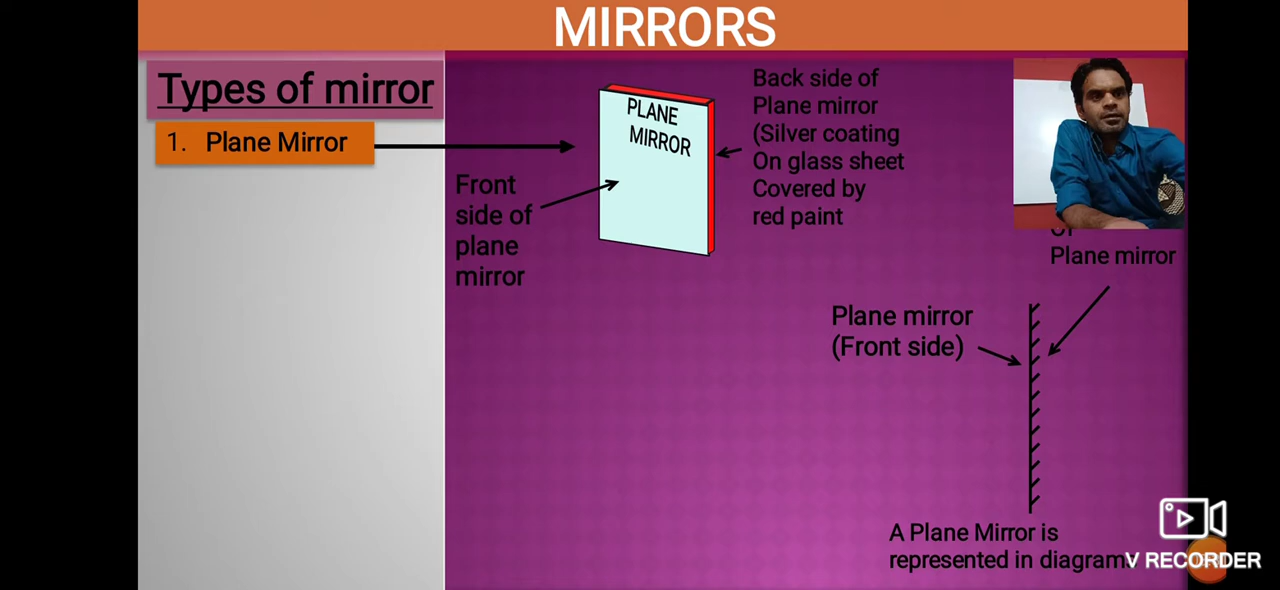 MIRRORS
Types of mirror
1. Plane Mirror
PLANE
MIRROR
Front
side of
plane
mirror
Back side of
Plane mirror
(Silver coating
On glass sheet
Covered by
red paint
Plane mirror
Plane mirror
(Front side)
A Plane Mirror is
represented in diagram
V RECORDER